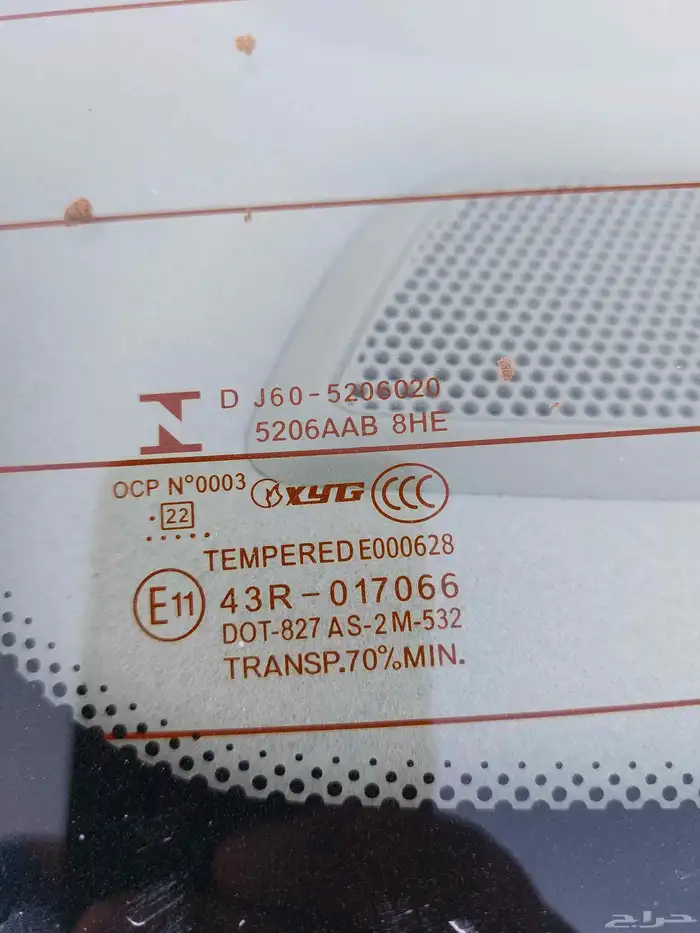 D J60-5206020
5206AAB 8HE
OCP N°0003 XYG CCC
22
TEMPERED E000628
E11 43R-017066
DOT-827 AS-2 M-532
TRANSP.70%MIN.
حراج